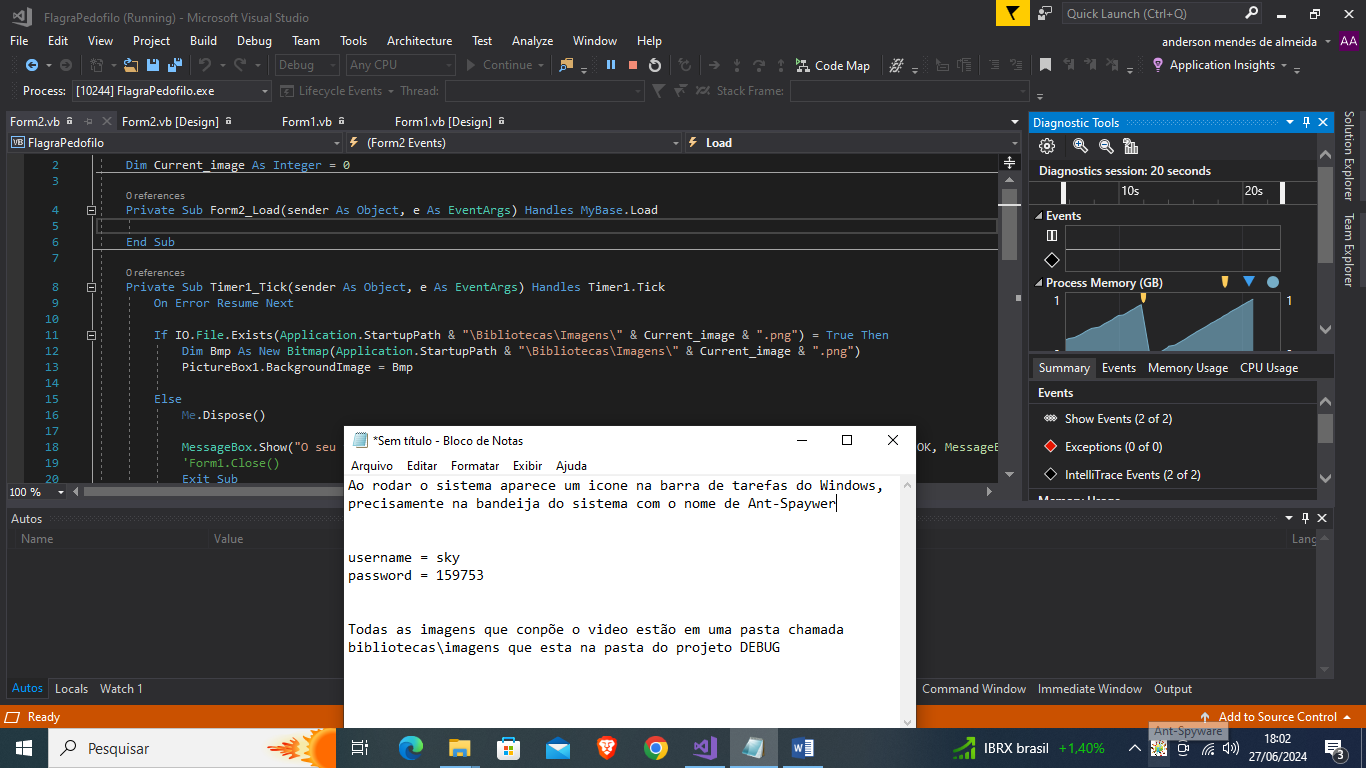 FlagraPedofilo (Running) - Microsoft Visual Studio
Quick Launch (Ctrl+Q)
File Edit View Project Build Debug Team Tools Architecture Test Analyze Window Help
anderson mendes de almeida AA
Debug Any CPU Continue Code Map Application Insights
Process: [10244] FlagraPedofilo.exe Lifecycle Events Thread: Stack Frame:
Form2.vb Form2.vb [Design] Form1.vb Form1.vb [Design]
FlagraPedofilo (Form2 Events) Load
2 Dim Current_image As Integer = 0
3
0 references
4 Private Sub Form2_Load(sender As Object, e As EventArgs) Handles MyBase.Load
5
6 End Sub
7
0 references
8 Private Sub Timer1_Tick(sender As Object, e As EventArgs) Handles Timer1.Tick
9 On Error Resume Next
10
11 If IO.File.Exists(Application.StartupPath & "\Bibliotecas\Imagens\" & Current_image & ".png") = True Then
12 Dim Bmp As New Bitmap(Application.StartupPath & "\Bibliotecas\Imagens\" & Current_image & ".png")
13 PictureBox1.BackgroundImage = Bmp
14
15 Else
16 Me.Dispose()
17
18 MessageBox.Show("O seu OK, MessageB
19 'Form1.Close()
20 Exit Sub
100 %
Diagnostic Tools
Diagnostics session: 20 seconds
10s 20s
Events
Process Memory (GB)
1 1
Summary Events Memory Usage CPU Usage
Events
Show Events (2 of 2)
Exceptions (0 of 0)
IntelliTrace Events (2 of 2)
Memory Usage
Solution Explorer
Team Explorer
Autos
Name Value Lang
Autos Locals Watch 1
Command Window Immediate Window Output
Ready
Add to Source Control
*Sem título - Bloco de Notas
Arquivo Editar Formatar Exibir Ajuda
Ao rodar o sistema aparece um icone na barra de tarefas do Windows,
precisamente na bandeija do sistema com o nome de Ant-Spaywer
username = sky
password = 159753
Todas as imagens que conpõe o video estão em uma pasta chamada
bibliotecas\imagens que esta na pasta do projeto DEBUG
Ant-Spyware
Pesquisar
IBRX brasil +1,40%
18:02
27/06/2024
3